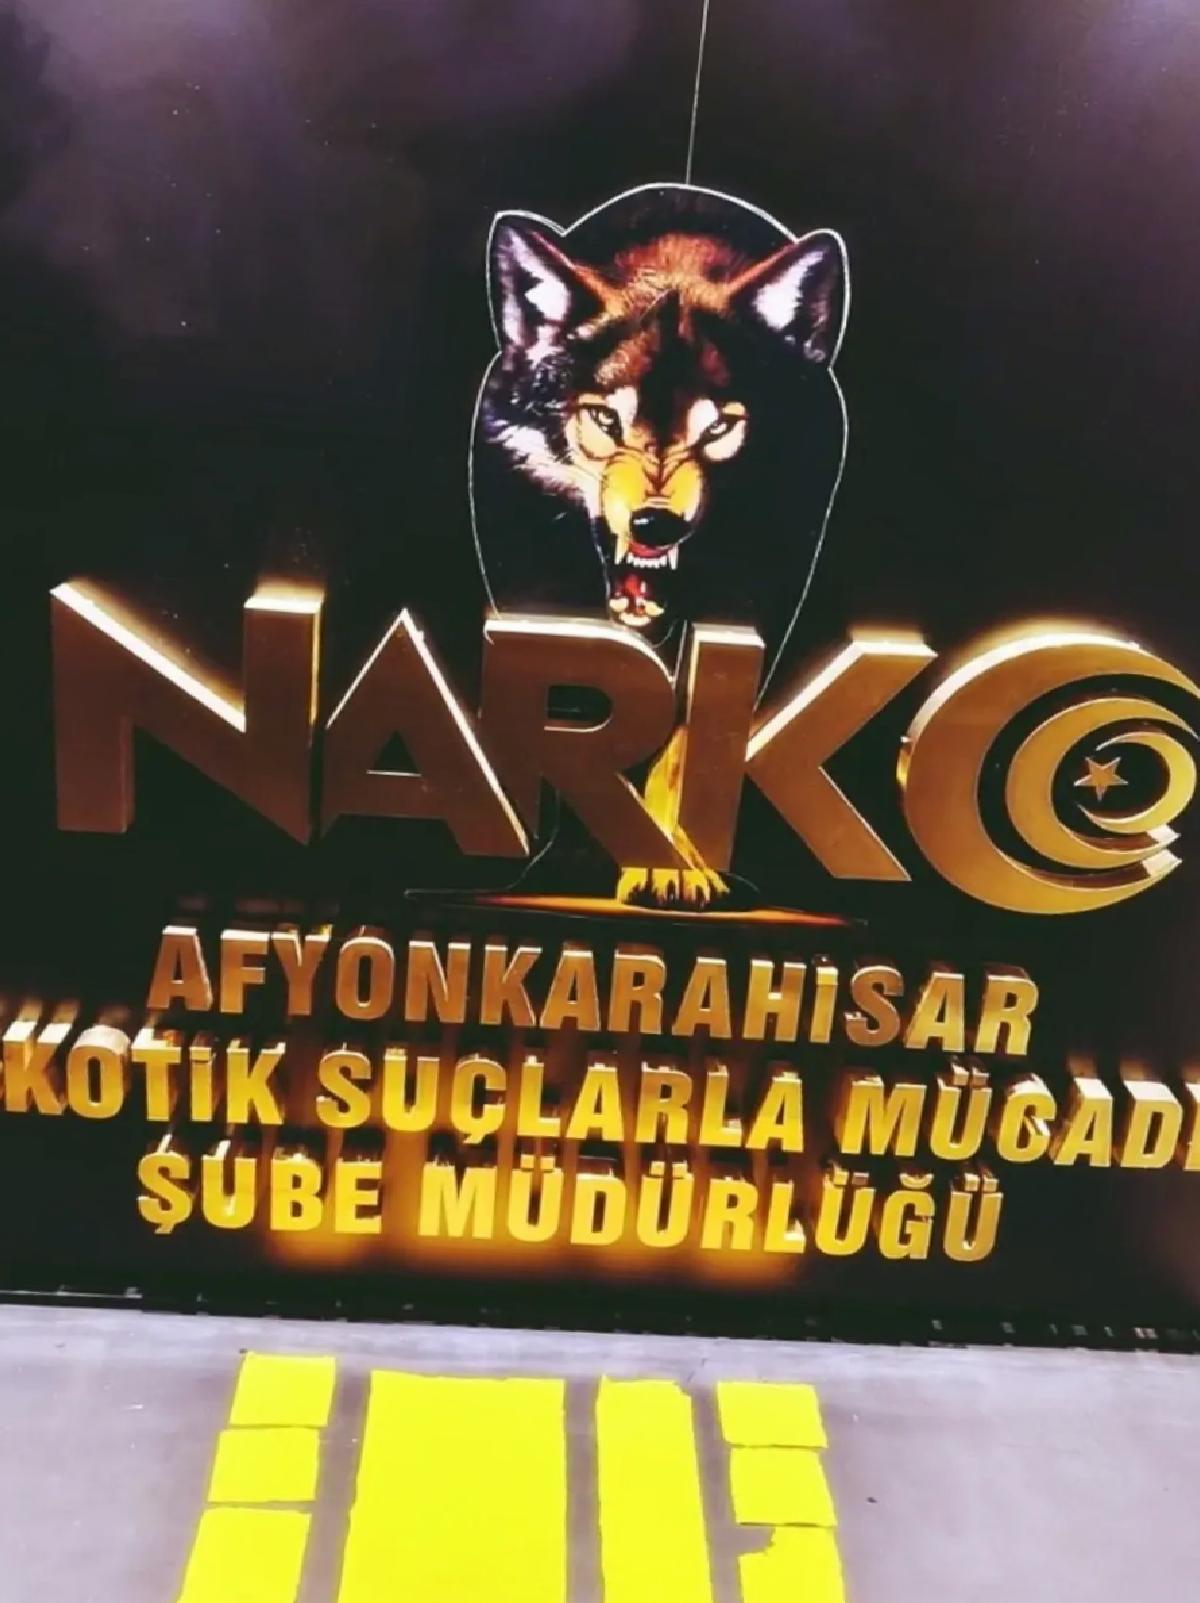 NARKO
AFYONKARAHİSAR
KOTİK SUÇLARLA MÜCAD
ŞUBE MÜDÜRLÜĞÜ